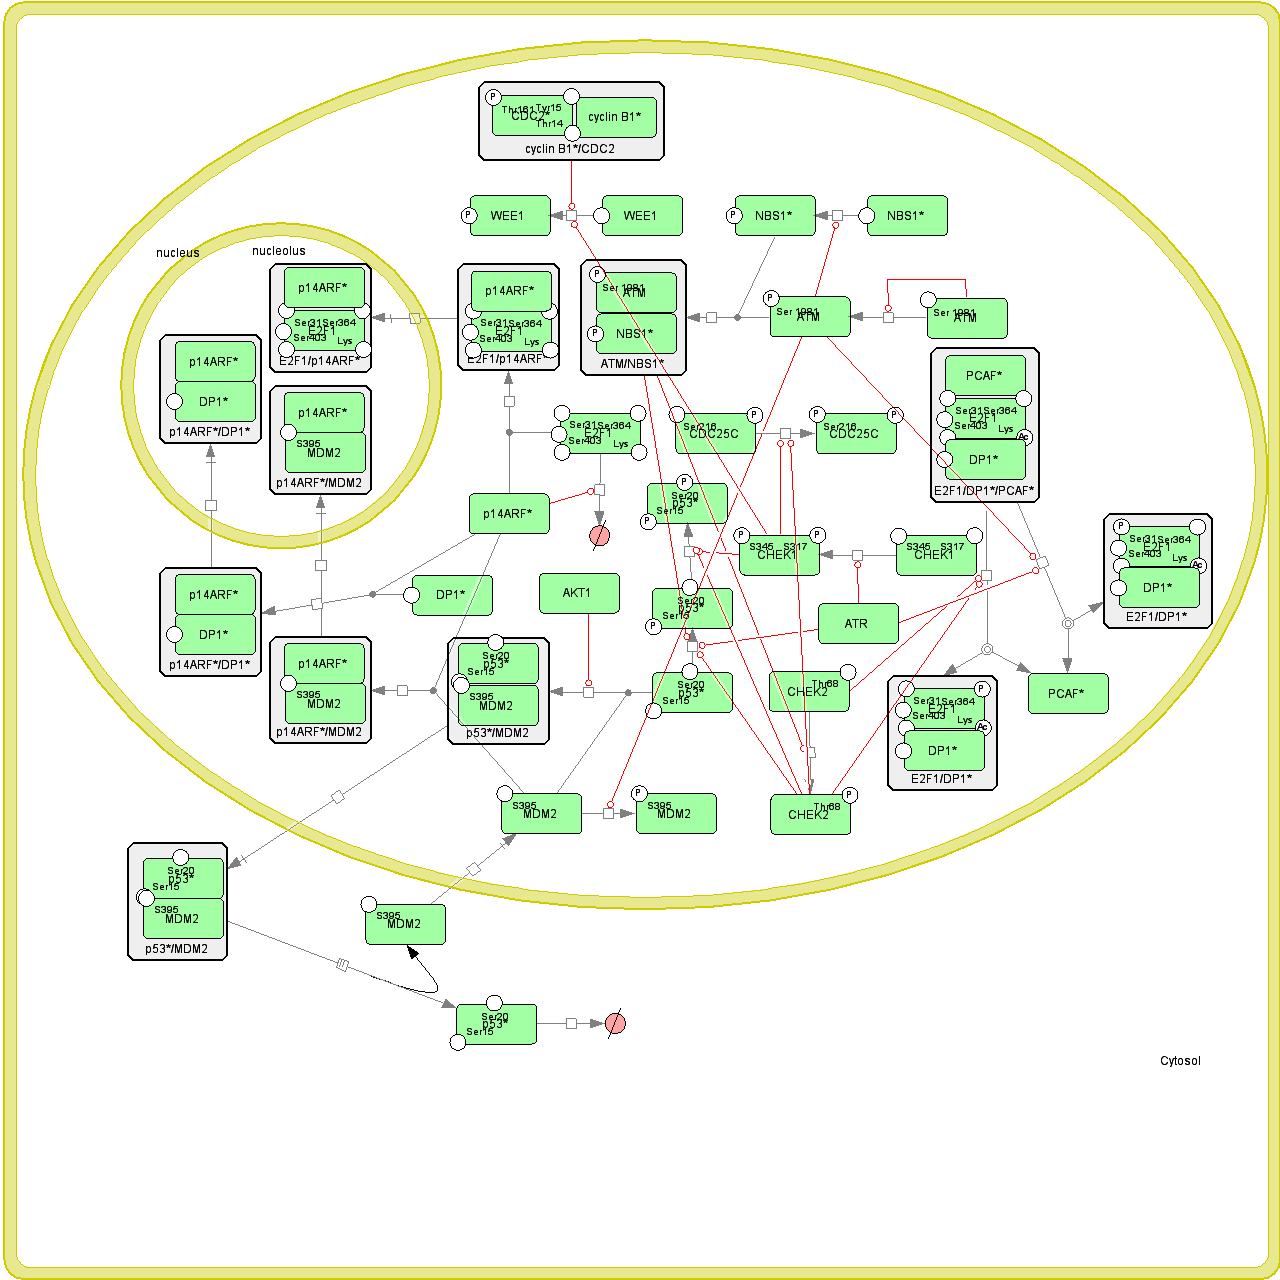 P
Thr161
Tyr15
CDC2*
Thr14
cyclin B1*
cyclin B1*/CDC2
P
WEE1
WEE1
P
NBS1*
NBS1*
nucleus
nucleolus
p14ARF*
Ser31
Ser364
E2F1
Ser403
Lys
E2F1/p14ARF*
p14ARF*
Ser31
Ser364
E2F1
Ser403
Lys
E2F1/p14ARF*
P
Ser 1981
ATM
P
NBS1*
ATM/NBS1*
P
Ser 1981
ATM
Ser 1981
ATM
p14ARF*
DP1*
p14ARF*/DP1*
p14ARF*
S395
MDM2
p14ARF*/MDM2
PCAF*
Ser31
Ser364
E2F1
Ser403
Lys
Ac
DP1*
E2F1/DP1*/PCAF*
Ser31
Ser364
E2F1
Ser403
Lys
P
Ser216
CDC25C
P
P
Ser216
CDC25C
P
Ser20
p53*
Ser15
P
p14ARF*
P
P
S345
S317
CHEK1
S345
S317
CHEK1
P
Ser31
Ser364
E2F1
Ser403
Lys
Ac
DP1*
E2F1/DP1*
p14ARF*
DP1*
p14ARF*/DP1*
DP1*
AKT1
Ser20
p53*
Ser15
P
ATR
p14ARF*
S395
MDM2
p14ARF*/MDM2
Ser20
p53*
Ser15
S395
MDM2
p53*/MDM2
Ser20
p53*
Ser15
Thr68
CHEK2
P
Ser31
Ser364
E2F1
Ser403
Lys
Ac
DP1*
E2F1/DP1*
PCAF*
S395
MDM2
P
S395
MDM2
P
Thr68
CHEK2
Ser20
p53*
Ser15
S395
MDM2
p53*/MDM2
S395
MDM2
Ser20
p53*
Ser15
Cytosol